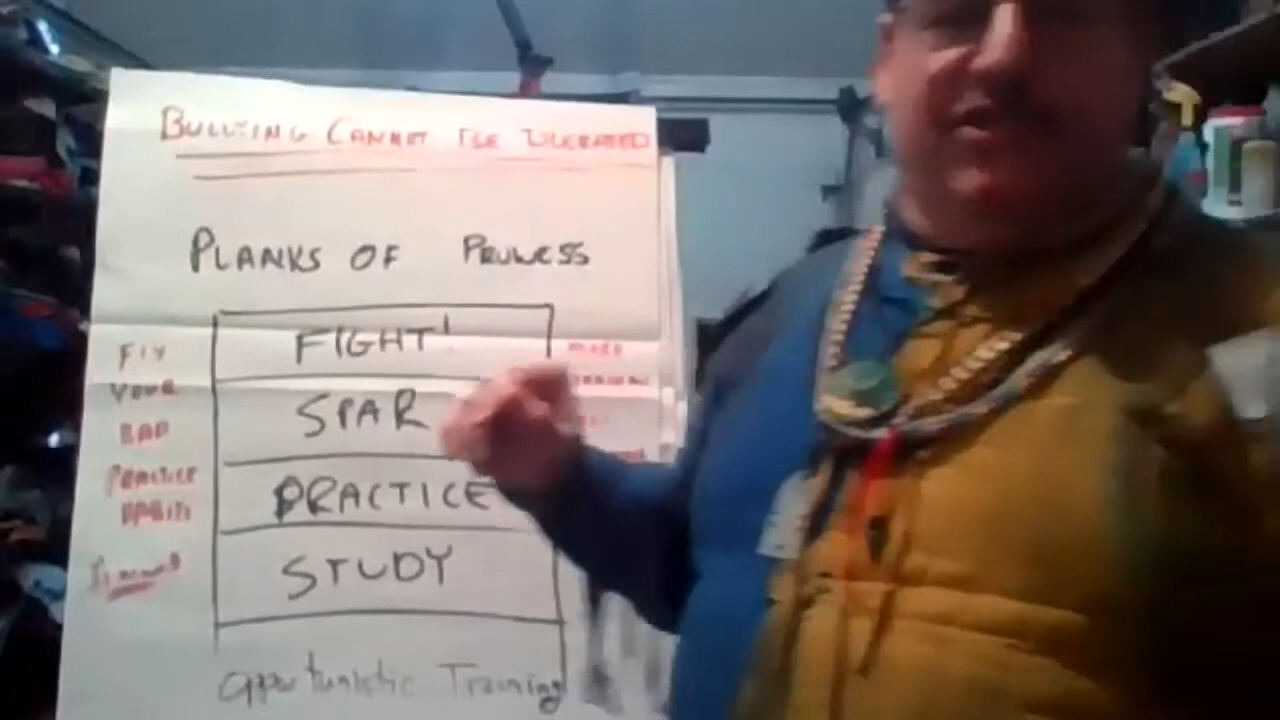 BULLYING CANNOT BE TOLERATED
PLANKS OF PROWESS
FIGHT!
SPAR
PRACTICE
STUDY
Opportunistic Training
FIX
YOUR
BAD
PRACTICE
HABITS